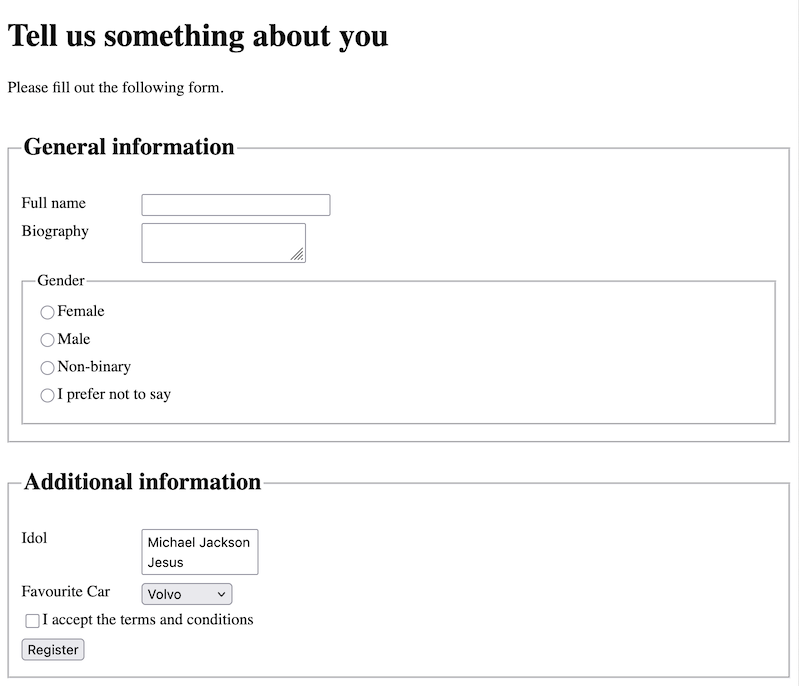 Tell us something about you
Please fill out the following form.
General information
Full name
Biography
Gender
Female
Male
Non-binary
I prefer not to say
Additional information
Idol
Michael Jackson
Jesus
Favourite Car
Volvo
I accept the terms and conditions
Register